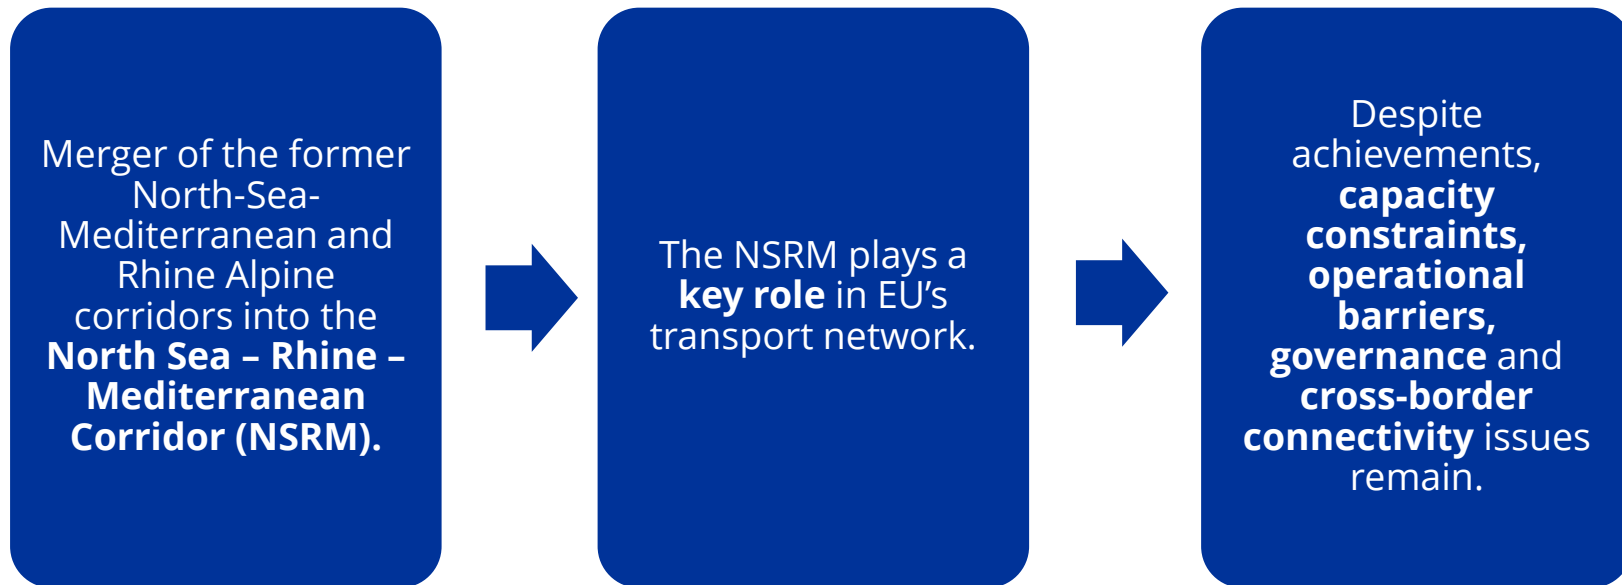 Merger of the former
North-Sea-
Mediterranean and
Rhine Alpine
corridors into the
North Sea – Rhine –
Mediterranean
Corridor (NSRM).
The NSRM plays a
key role in EU’s
transport network.
Despite
achievements,
capacity
constraints,
operational
barriers,
governance and
cross-border
connectivity issues
remain.